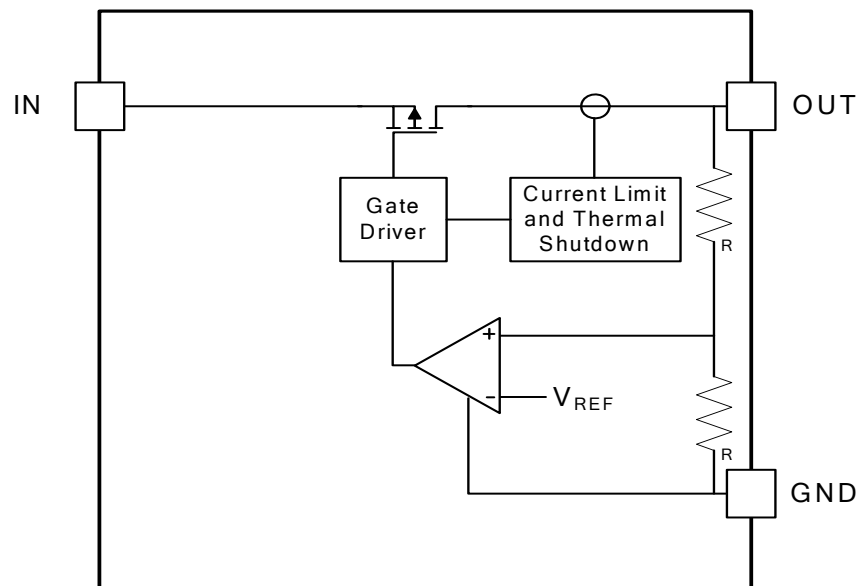 IN
OUT
Gate
Driver
Current Limit
and Thermal
Shutdown
R
+
-
VREF
R
GND